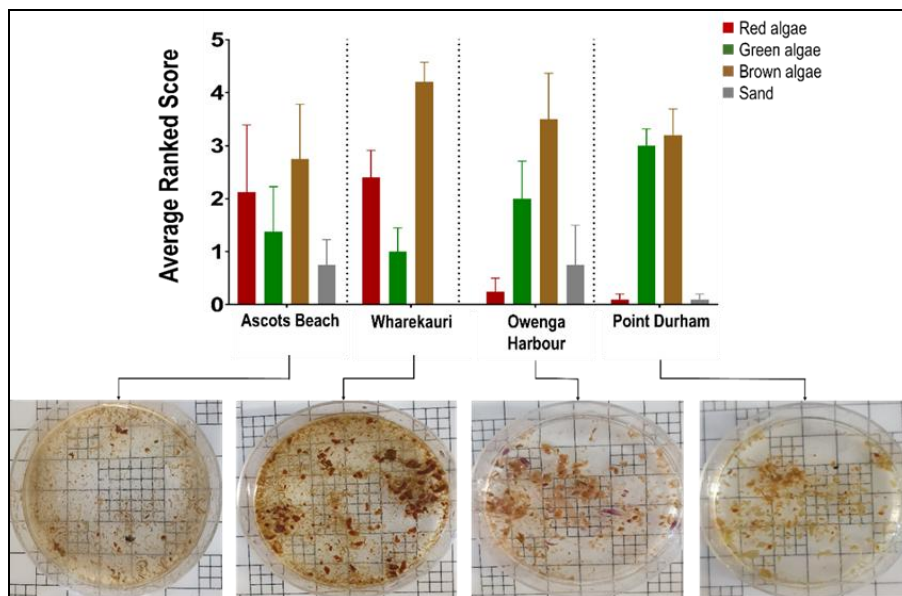 Red algae
Green algae
Brown algae
Sand
Average Ranked Score
5
4
3
2
1
0
Ascots Beach
Wharekauri
Owenga
Harbour
Point Durham